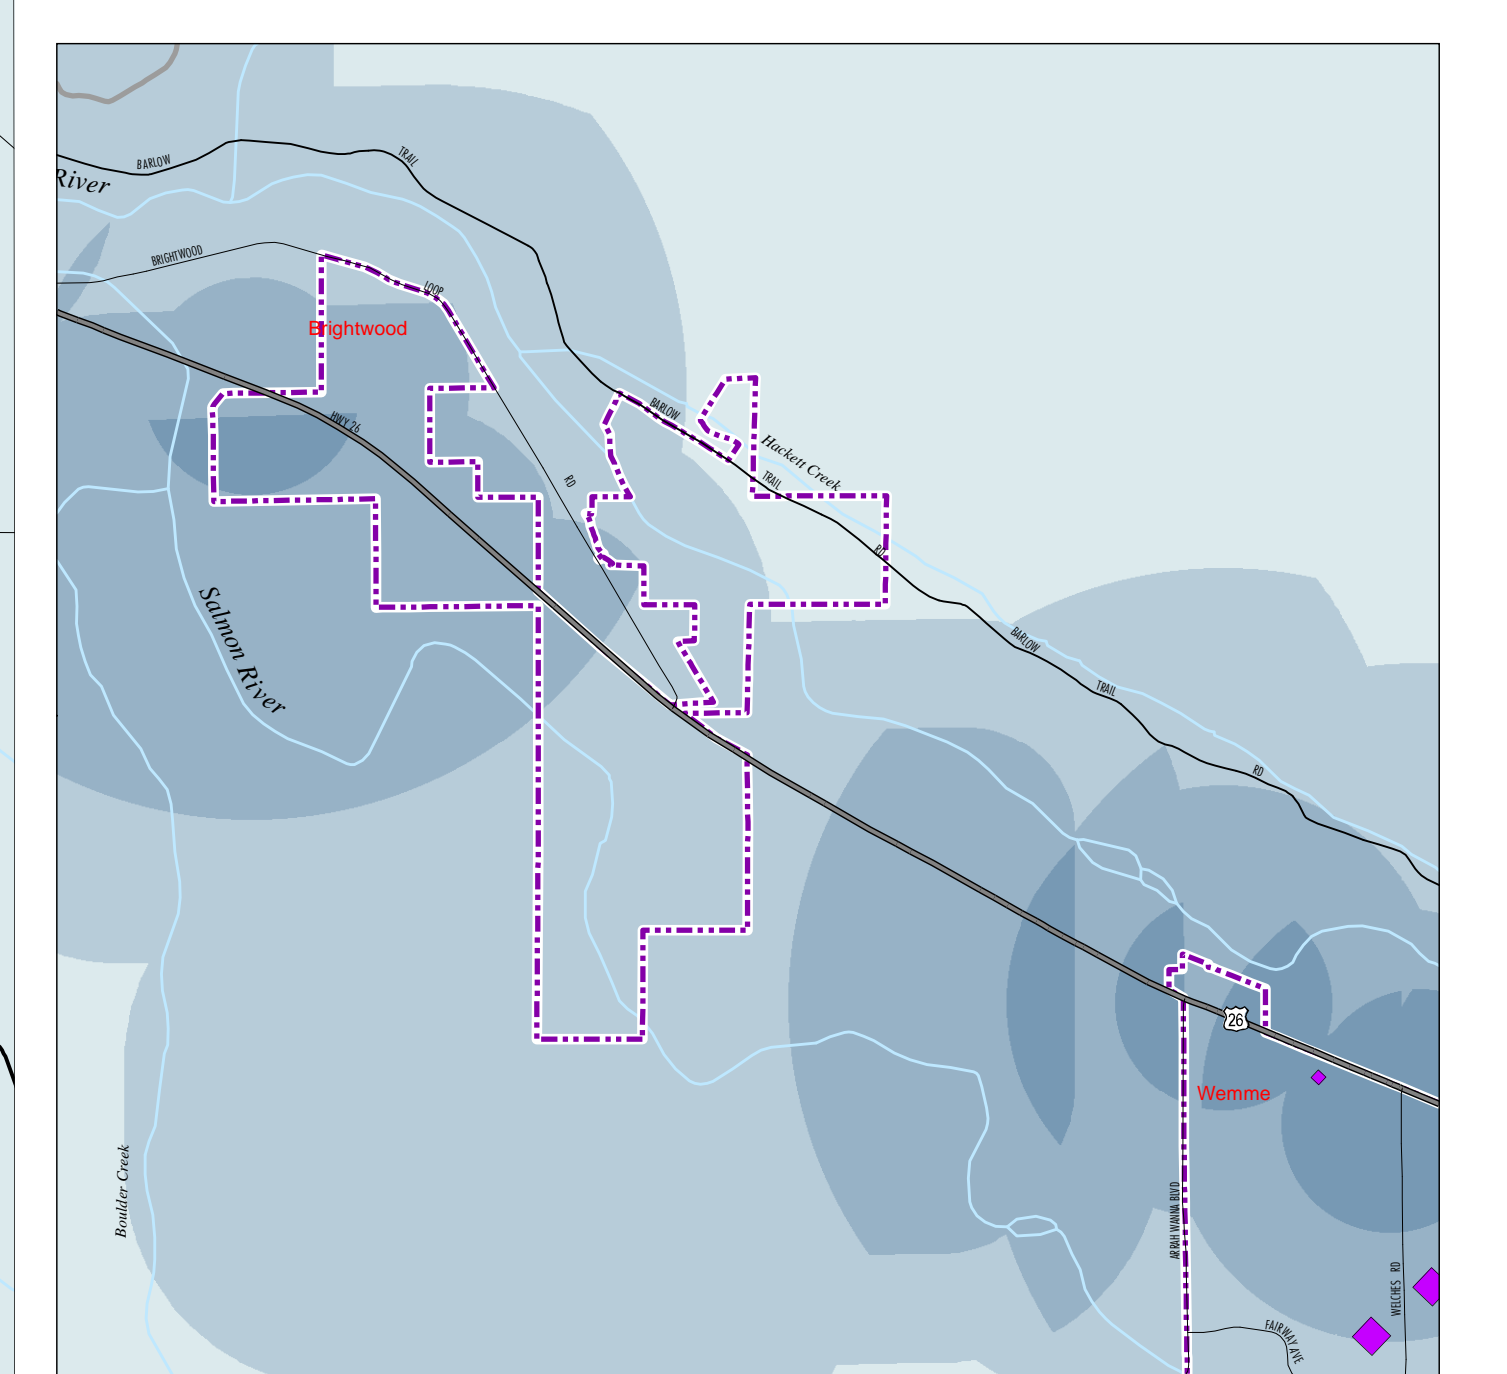 BARLOW
TRAIL
River
BRIGHTWOOD
LOOP
Brightwood
HWY 26
BARLOW
Hackett Creek
TRAIL
RD
RD
Salmon River
BARLOW
TRAIL
RD
26
Wemme
Boulder Creek
ARRAH WANNA BLVD
WELCHES RD
FAIRWAY AVE